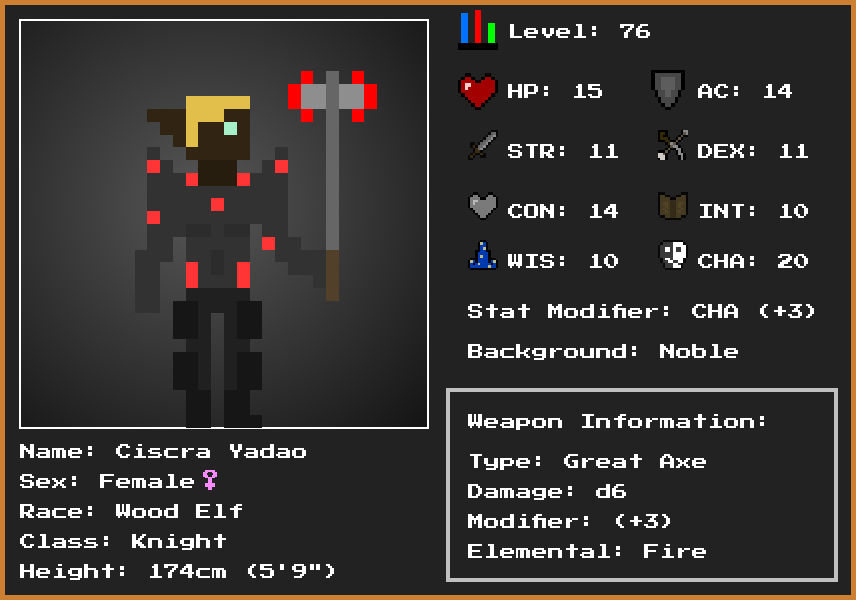 Level: 76
HP: 15
AC: 14
STR: 11
DEX: 11
CON: 14
INT: 10
WIS: 10
CHA: 20
Stat Modifier: CHA (+3)
Background: Noble
Weapon Information:
Type: Great Axe
Damage: d6
Modifier: (+3)
Elemental: Fire
Name: Ciscra Yadao
Sex: Female♀
Race: Wood Elf
Class: Knight
Height: 174cm (5'9")